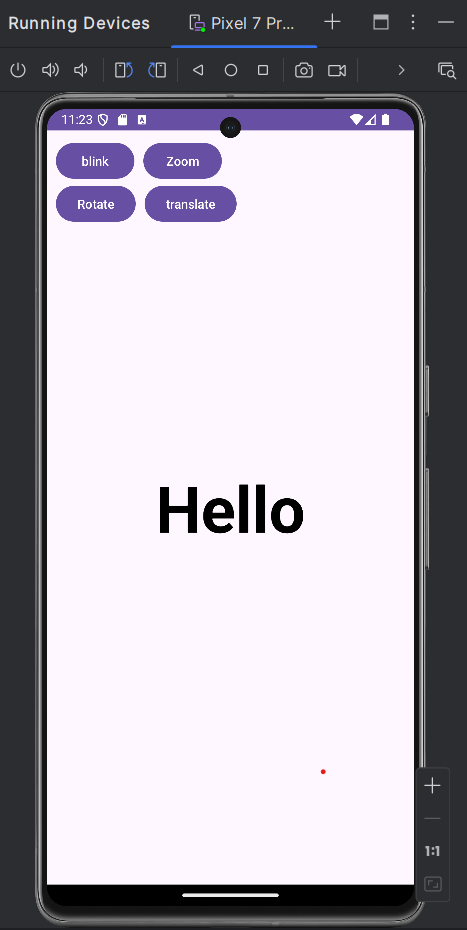 Running Devices
Pixel 7 Pr...
11:23
blink
Zoom
Rotate
translate
Hello
1:1